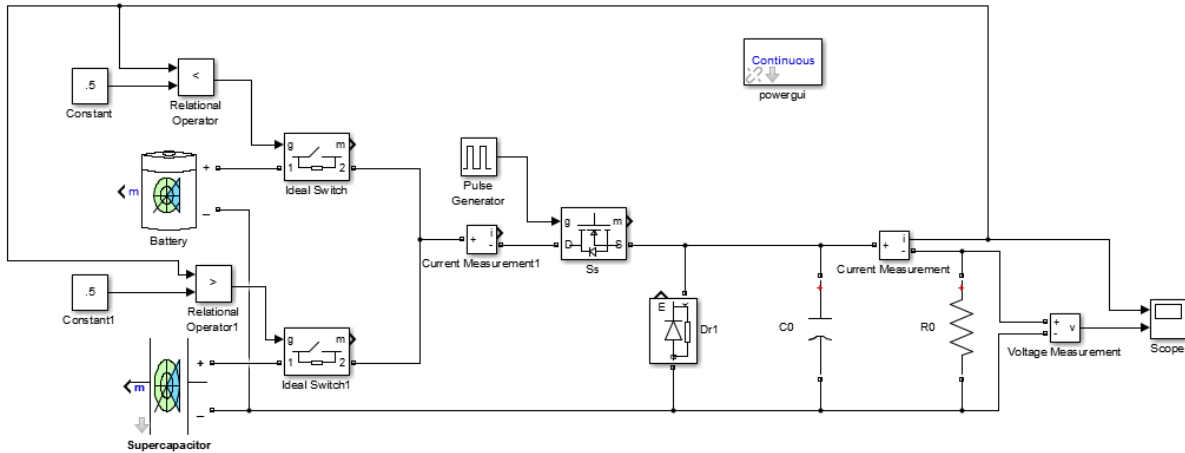 Continuous
powergui
.5
Constant
<
Relational
Operator
g
m
1
2
Ideal Switch
m
+
–
Battery
Pulse
Generator
+
i
-
Current Measurement1
g
m
D
S
Ss
+
i
-
Current Measurement
.5
Constant1
>
Relational
Operator1
g
m
1
2
Ideal Switch1
m
+
–
Supercapacitor
m
k
Dr1
+
C0
+
R0
+
-
v
Voltage Measurement
Scope